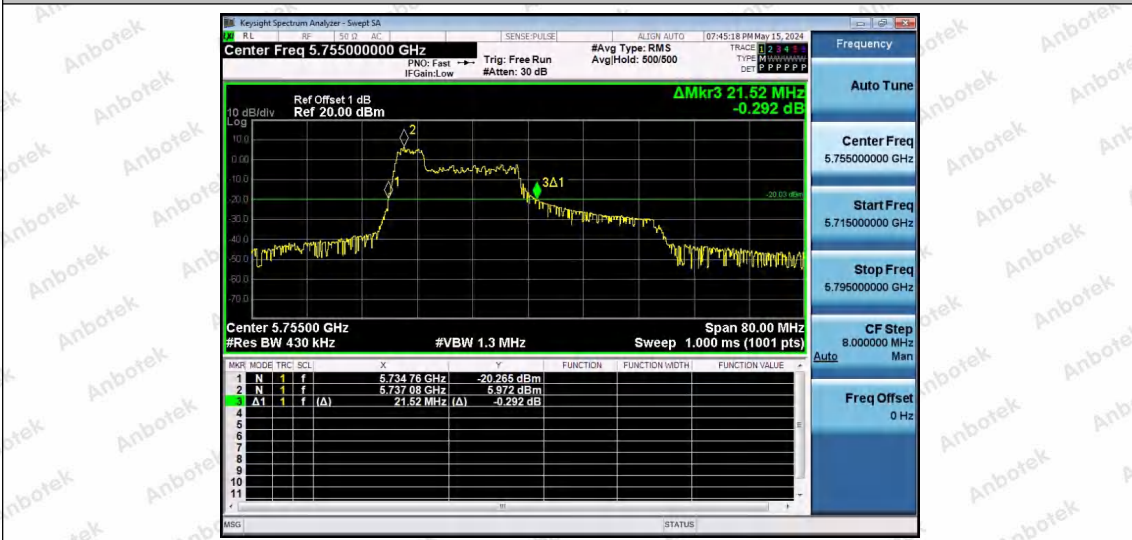 Keysight Spectrum Analyzer - Swept SA
RL RF 50 Ω AC SENSE:PULSE ALIGN AUTO 07:45:18 PM May 15, 2024
Center Freq 5.755000000 GHz
PNO: Fast
IFGain:Low
Trig: Free Run
#Atten: 30 dB
#Avg Type: RMS
Avg|Hold: 500/500
TRACE 1 2 3 4 5 6
TYPE M WWWWW
DET P P P P P P
ΔMkr3 21.52 MHz
-0.292 dB
Ref Offset 1 dB
10 dB/div Ref 20.00 dBm
Log
10.0
0.00
-10.0
-20.0
-30.0
-40.0
-50.0
-60.0
-70.0
2
1
3Δ1
-20.03 dBm
Center 5.75500 GHz Span 80.00 MHz
#Res BW 430 kHz #VBW 1.3 MHz Sweep 1.000 ms (1001 pts)
MKR MODE TRC SCL X Y FUNCTION FUNCTION WIDTH FUNCTION VALUE
1 N 1 f 5.734 76 GHz -20.265 dBm
2 N 1 f 5.737 08 GHz 5.972 dBm
3 Δ1 1 f (Δ) 21.52 MHz (Δ) -0.292 dB
4
5
6
7
8
9
10
11
MSG STATUS
Frequency
Auto Tune
Center Freq
5.755000000 GHz
Start Freq
5.715000000 GHz
Stop Freq
5.795000000 GHz
CF Step
8.000000 MHz
Auto Man
Freq Offset
0 Hz
Anbotek